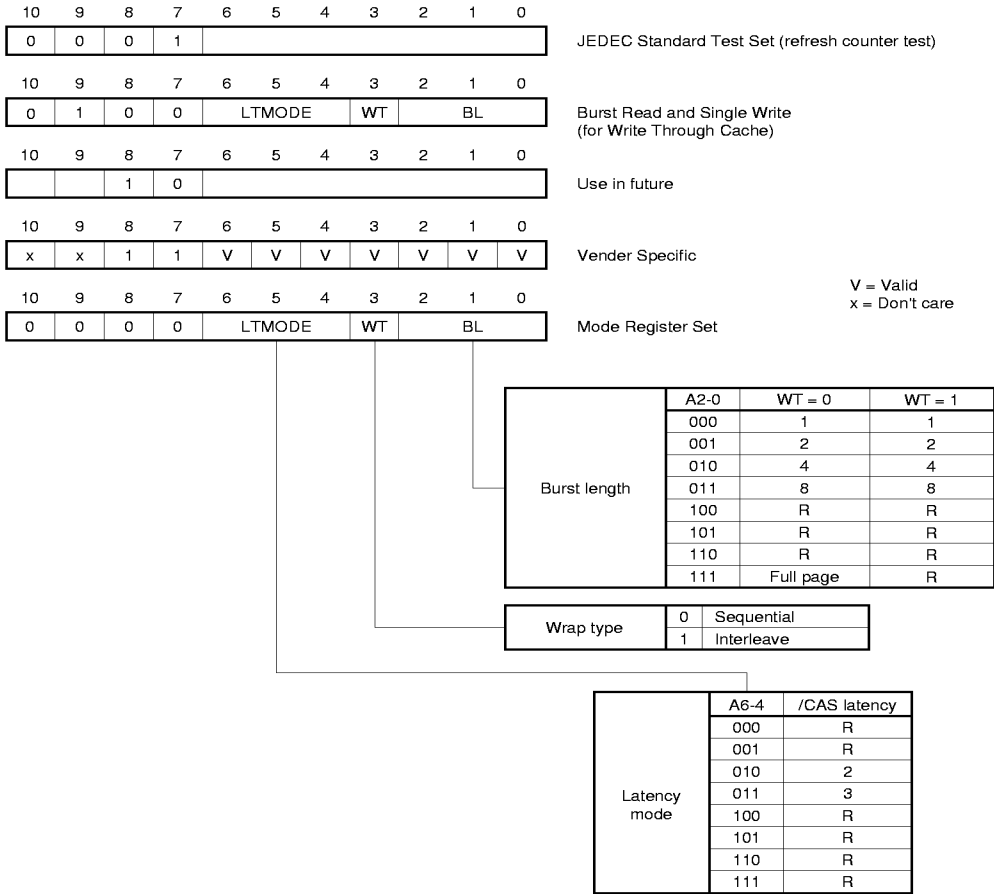 10 9 8 7 6 5 4 3 2 1 0
0 0 0 1 JEDEC Standard Test Set (refresh counter test)
10 9 8 7 6 5 4 3 2 1 0
0 1 0 0 LTMODE WT BL Burst Read and Single Write
(for Write Through Cache)
10 9 8 7 6 5 4 3 2 1 0
1 0 Use in future
10 9 8 7 6 5 4 3 2 1 0
x x 1 1 V V V V V V V Vender Specific
V = Valid
x = Don't care
10 9 8 7 6 5 4 3 2 1 0
0 0 0 0 LTMODE WT BL Mode Register Set
Burst length
A2-0 WT = 0 WT = 1
000 1 1
001 2 2
010 4 4
011 8 8
100 R R
101 R R
110 R R
111 Full page R
Wrap type
0 Sequential
1 Interleave
Latency
mode
A6-4 /CAS latency
000 R
001 R
010 2
011 3
100 R
101 R
110 R
111 R